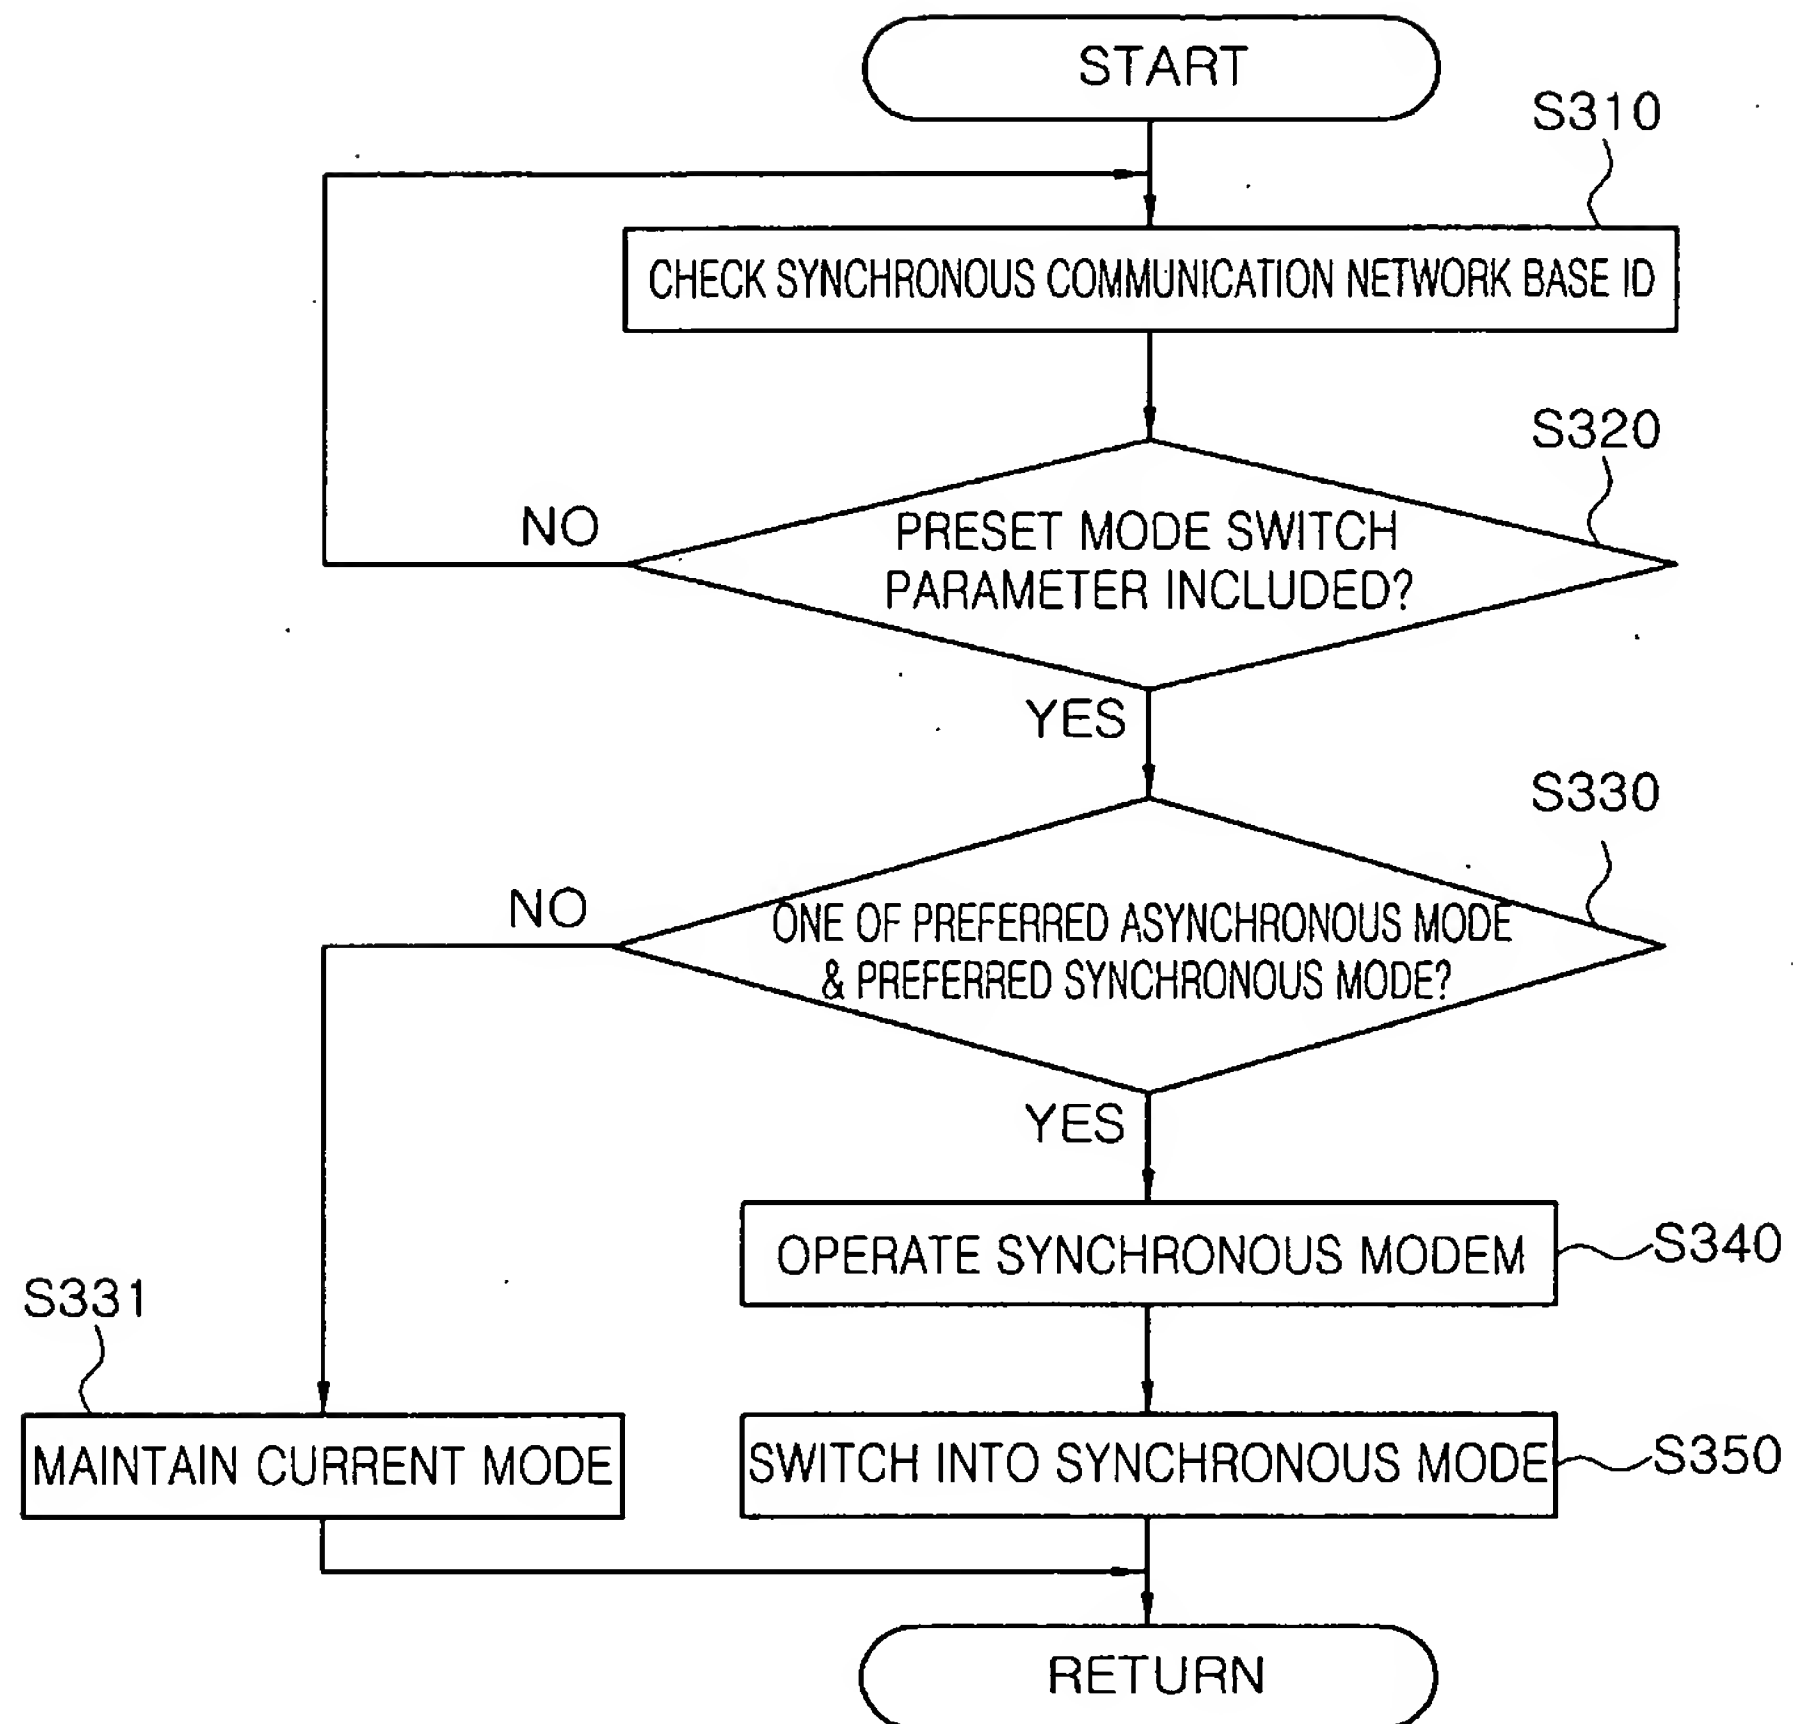 START
S310
CHECK SYNCHRONOUS COMMUNICATION NETWORK BASE ID
S320
NO
PRESET MODE SWITCH
PARAMETER INCLUDED?
YES
S330
NO
ONE OF PREFERRED ASYNCHRONOUS MODE
& PREFERRED SYNCHRONOUS MODE?
YES
OPERATE SYNCHRONOUS MODEM
S340
S331
MAINTAIN CURRENT MODE
SWITCH INTO SYNCHRONOUS MODE
S350
RETURN